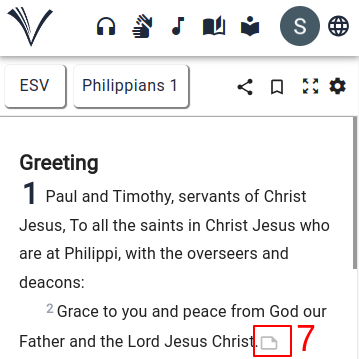 S
ESV
Philippians 1
Greeting
1 Paul and Timothy, servants of Christ
Jesus, To all the saints in Christ Jesus who
are at Philippi, with the overseers and
deacons:
2 Grace to you and peace from God our
Father and the Lord Jesus Christ. 7